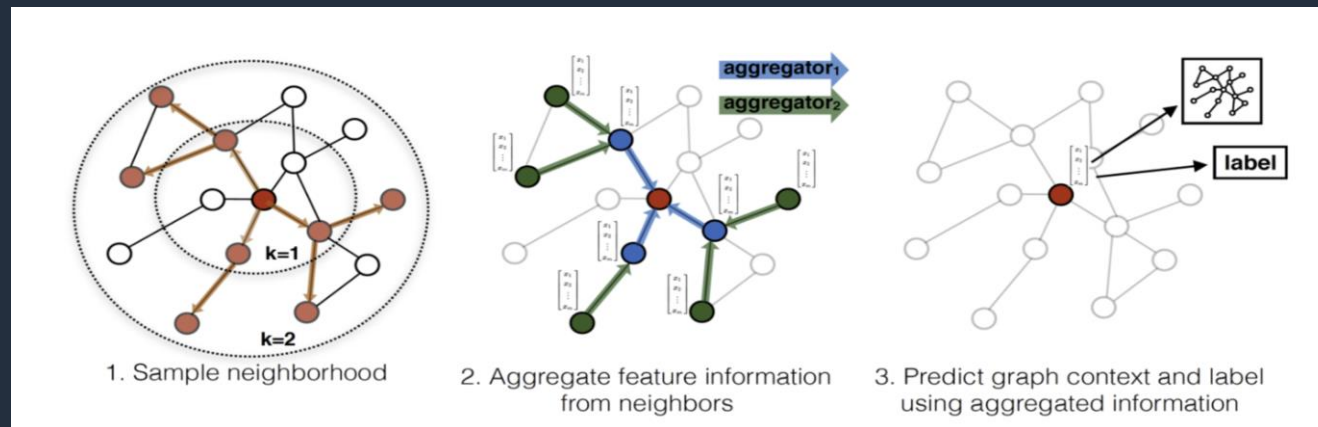 aggregator₁
aggregator₂
label
k=1
k=2
1. Sample neighborhood
2. Aggregate feature information
from neighbors
3. Predict graph context and label
using aggregated information